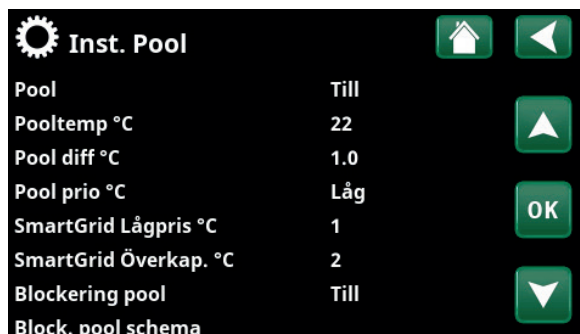 Inst. Pool
Pool Till
Pooltemp °C 22
Pool diff °C 1.0
Pool prio °C Låg
SmartGrid Lågpris °C 1
OK
SmartGrid Överkap. °C 2
Blockering pool Till
Block. pool schema